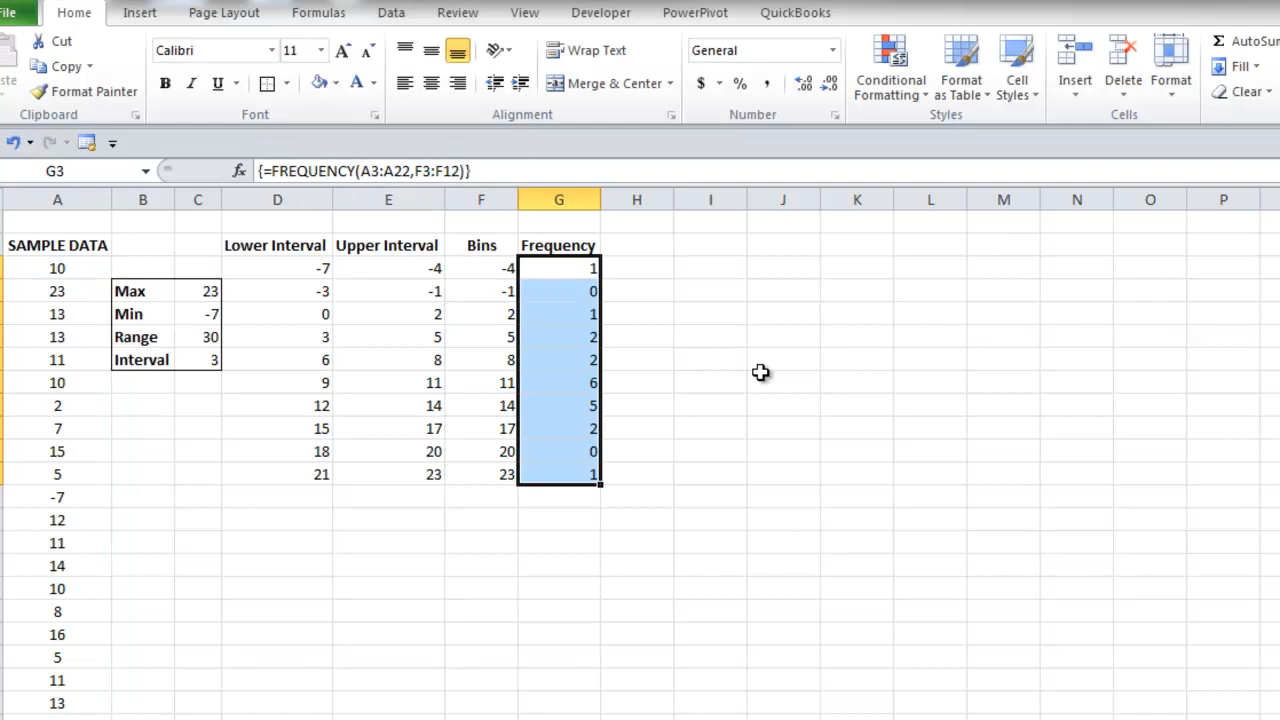 File Home Insert Page Layout Formulas Data Review View Developer PowerPivot QuickBooks
Cut Calibri 11 A A Wrap Text General $ % , Conditional Formatting Format as Table Cell Styles Insert Delete Format AutoSum
Copy Fill
Format Painter B I U A Merge & Center Clear
Clipboard Font Alignment Number Styles Cells
G3 fx {=FREQUENCY(A3:A22,F3:F12)}
A B C D E F G H I J K L M N O P
SAMPLE DATA Lower Interval Upper Interval Bins Frequency
10 -7 -4 -4 1
23 Max 23 -3 -1 -1 0
13 Min -7 0 2 2 1
13 Range 30 3 5 5 2
11 Interval 3 6 8 8 2
10 9 11 11 6
2 12 14 14 5
7 15 17 17 2
15 18 20 20 0
5 21 23 23 1
-7
12
11
14
10
8
16
5
11
13